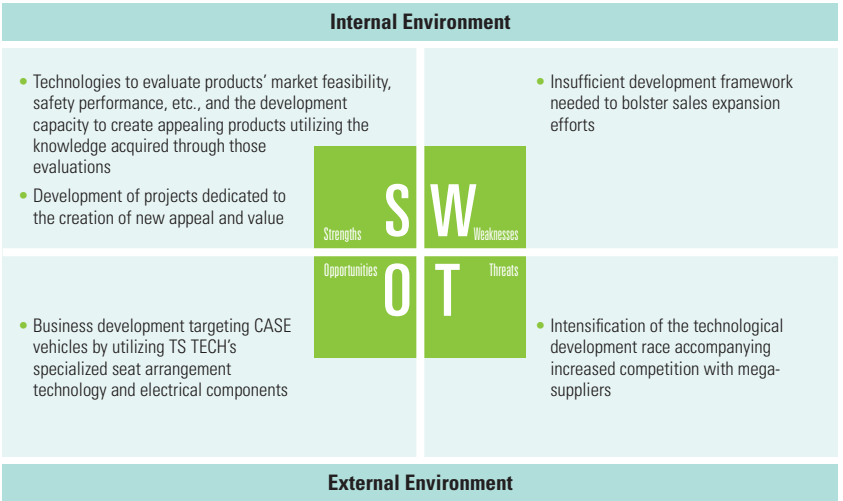 Internal Environment
• Technologies to evaluate products’ market feasibility,
safety performance, etc., and the development
capacity to create appealing products utilizing the
knowledge acquired through those
evaluations
• Development of projects dedicated to
the creation of new appeal and value
• Insufficient development framework
needed to bolster sales expansion
efforts
S
Strengths
W
Weaknesses
Opportunities
O
Threats
T
• Business development targeting CASE
vehicles by utilizing TS TECH’s
specialized seat arrangement
technology and electrical components
• Intensification of the technological
development race accompanying
increased competition with mega-
suppliers
External Environment